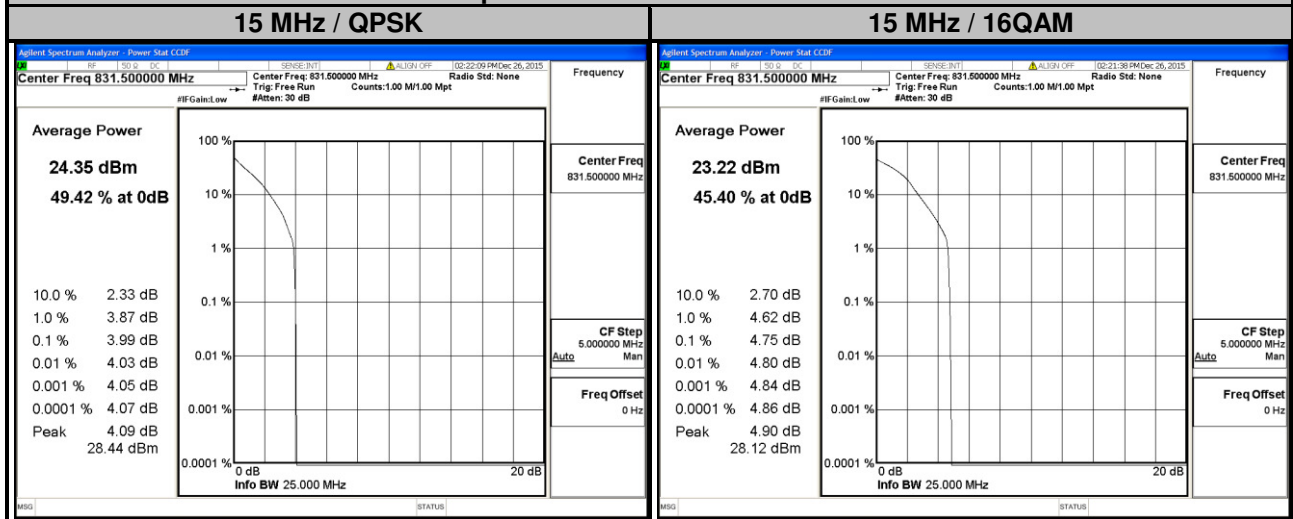 15 MHz / QPSK
Agilent Spectrum Analyzer - Power Stat CCDF
RF 50 Ω DC SENSE:INT ALIGN OFF 02:22:09 PM Dec 26, 2015
Center Freq 831.500000 MHz
Center Freq: 831.500000 MHz Radio Std: None
Trig: Free Run Counts:1.00 M/1.00 Mpt
#IFGain:Low #Atten: 30 dB
Frequency
Average Power
24.35 dBm
49.42 % at 0dB
10.0 % 2.33 dB
1.0 % 3.87 dB
0.1 % 3.99 dB
0.01 % 4.03 dB
0.001 % 4.05 dB
0.0001 % 4.07 dB
Peak 4.09 dB
28.44 dBm
100 %
10 %
1 %
0.1 %
0.01 %
0.001 %
0.0001 %
0 dB 20 dB
Info BW 25.000 MHz
Center Freq
831.500000 MHz
CF Step
5.000000 MHz
Auto Man
Freq Offset
0 Hz
MSG STATUS
15 MHz / 16QAM
Agilent Spectrum Analyzer - Power Stat CCDF
RF 50 Ω DC SENSE:INT ALIGN OFF 02:21:38 PM Dec 26, 2015
Center Freq 831.500000 MHz
Center Freq: 831.500000 MHz Radio Std: None
Trig: Free Run Counts:1.00 M/1.00 Mpt
#IFGain:Low #Atten: 30 dB
Frequency
Average Power
23.22 dBm
45.40 % at 0dB
10.0 % 2.70 dB
1.0 % 4.62 dB
0.1 % 4.75 dB
0.01 % 4.80 dB
0.001 % 4.84 dB
0.0001 % 4.86 dB
Peak 4.90 dB
28.12 dBm
100 %
10 %
1 %
0.1 %
0.01 %
0.001 %
0.0001 %
0 dB 20 dB
Info BW 25.000 MHz
Center Freq
831.500000 MHz
CF Step
5.000000 MHz
Auto Man
Freq Offset
0 Hz
MSG STATUS